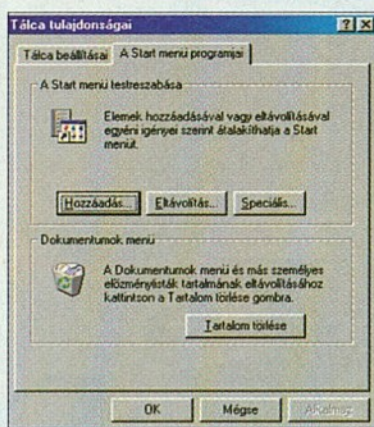 Tálca tulajdonságai
Tálca beállításai
A Start menü programjai
A Start menü testreszabása
Elemek hozzáadásával vagy eltávolításával
egyéni igényei szerint átalakíthatja a Start
menüt.
Hozzáadás...
Eltávolítás...
Speciális...
Dokumentumok menü
A Dokumentumok menü és más személyes
előzménylisták tartalmának eltávolításához
kattintson a Tartalom törlése gombra.
Tartalom törlése
OK
Mégse
Alkalmaz